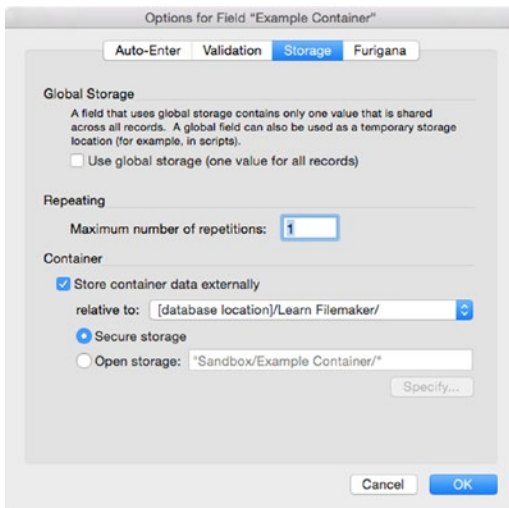 Options for Field "Example Container"
Auto-Enter Validation Storage Furigana
Global Storage
A field that uses global storage contains only one value that is shared
across all records. A global field can also be used as a temporary storage
location (for example, in scripts).
Use global storage (one value for all records)
Repeating
Maximum number of repetitions: 1
Container
Store container data externally
relative to: [database location]/Learn Filemaker/
Secure storage
Open storage: "Sandbox/Example Container/"
Specify...
Cancel OK